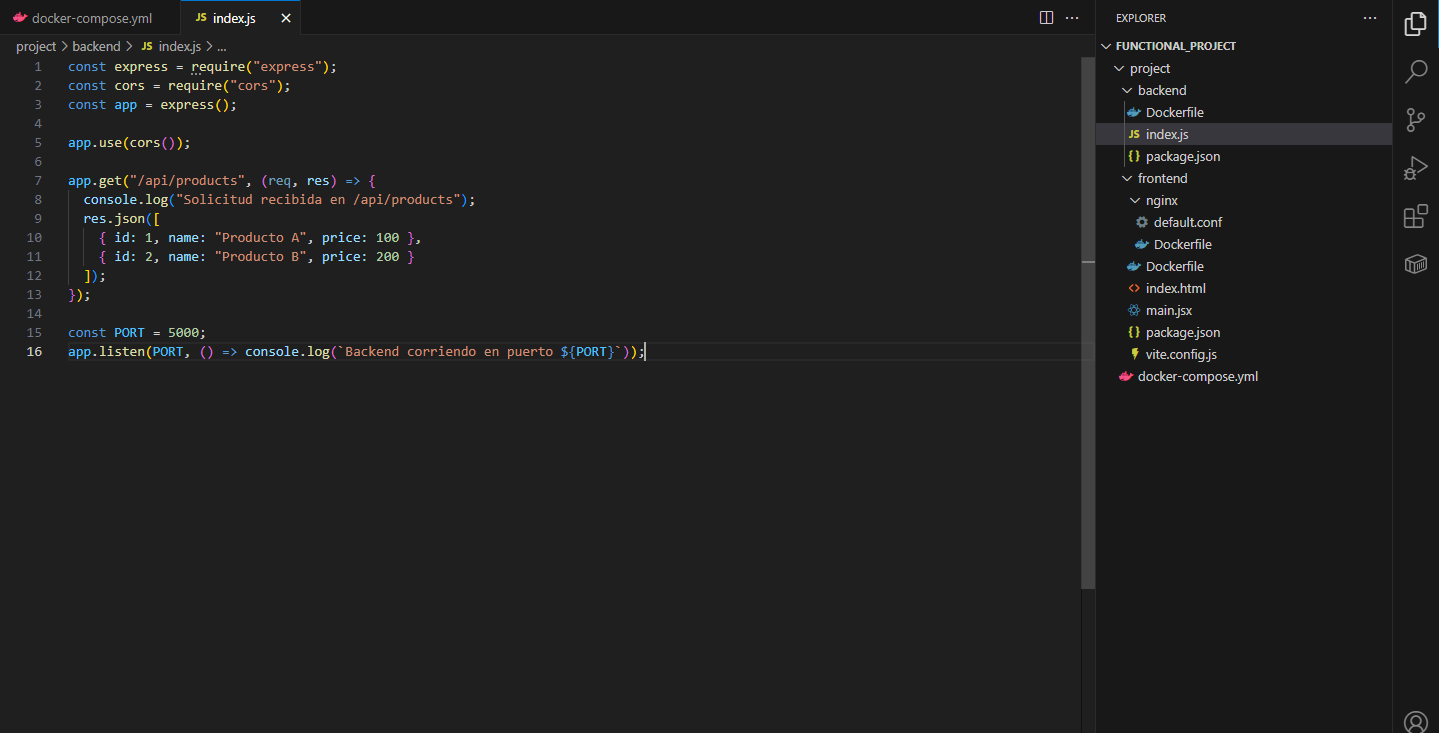 docker-compose.yml
JS index.js ×
project > backend > JS index.js > ...
1 const express = require("express");
2 const cors = require("cors");
3 const app = express();
4
5 app.use(cors());
6
7 app.get("/api/products", (req, res) => {
8   console.log("Solicitud recibida en /api/products");
9   res.json([
10     { id: 1, name: "Producto A", price: 100 },
11     { id: 2, name: "Producto B", price: 200 }
12   ]);
13 });
14
15 const PORT = 5000;
16 app.listen(PORT, () => console.log(`Backend corriendo en puerto ${PORT}`));
EXPLORER ...
FUNCTIONAL_PROJECT
project
backend
Dockerfile
JS index.js
{} package.json
frontend
nginx
default.conf
Dockerfile
Dockerfile
<> index.html
main.jsx
{} package.json
vite.config.js
docker-compose.yml